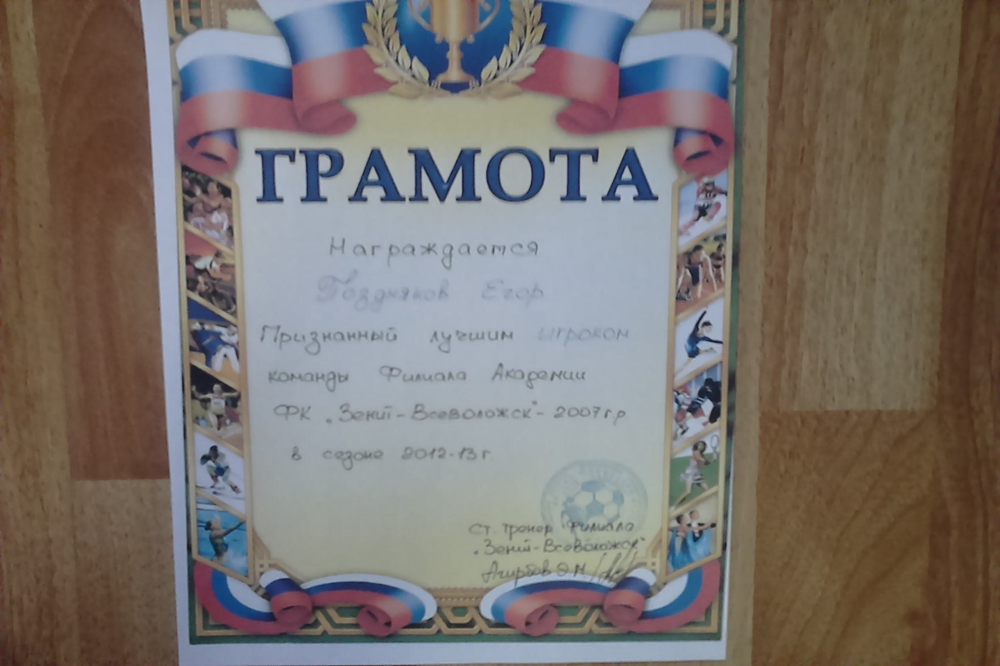 ГРАМОТА
Награждается
Поздняков Егор
Признанный лучшим игроком
команды Филиала Академии
ФК „Зенит-Всеволожск" - 2007 г.р
в сезоне 2012-13 г
Ст. тренер Филиала
„Зенит-Всеволожск"
Агирбов Э.М.